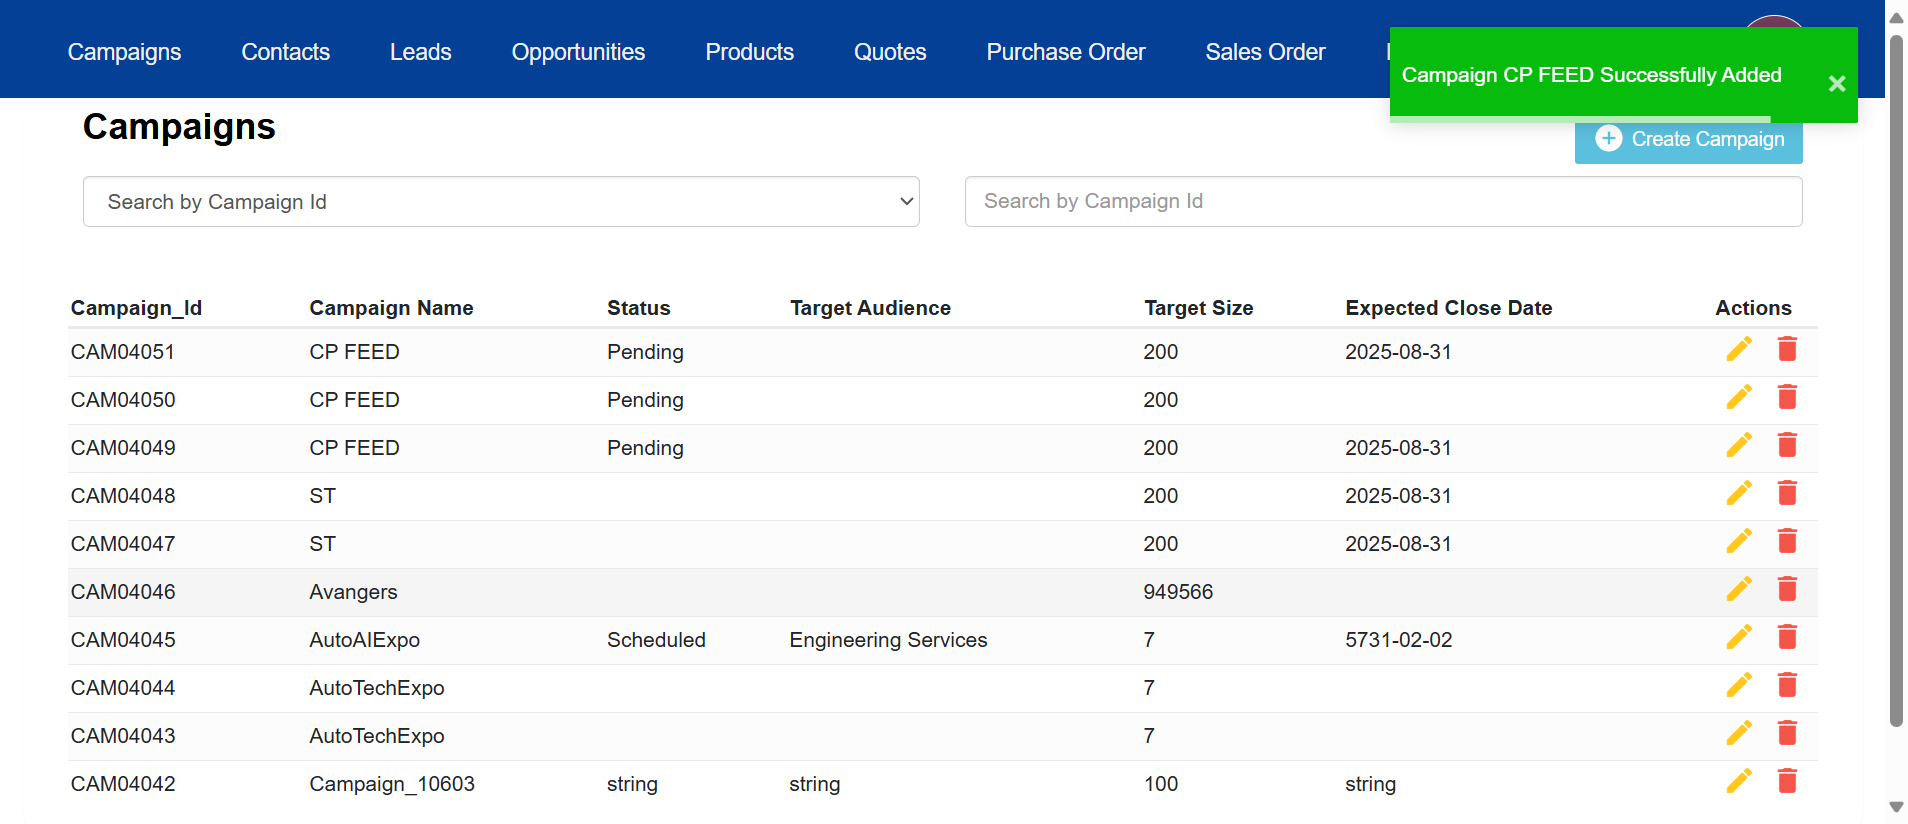 Campaigns Contacts Leads Opportunities Products Quotes Purchase Order Sales Order
Campaign CP FEED Successfully Added ×
Campaigns
Create Campaign
Search by Campaign Id Search by Campaign Id
Campaign_Id Campaign Name Status Target Audience Target Size Expected Close Date Actions
CAM04051 CP FEED Pending 200 2025-08-31
CAM04050 CP FEED Pending 200
CAM04049 CP FEED Pending 200 2025-08-31
CAM04048 ST 200 2025-08-31
CAM04047 ST 200 2025-08-31
CAM04046 Avangers 949566
CAM04045 AutoAIExpo Scheduled Engineering Services 7 5731-02-02
CAM04044 AutoTechExpo 7
CAM04043 AutoTechExpo 7
CAM04042 Campaign_10603 string string 100 string